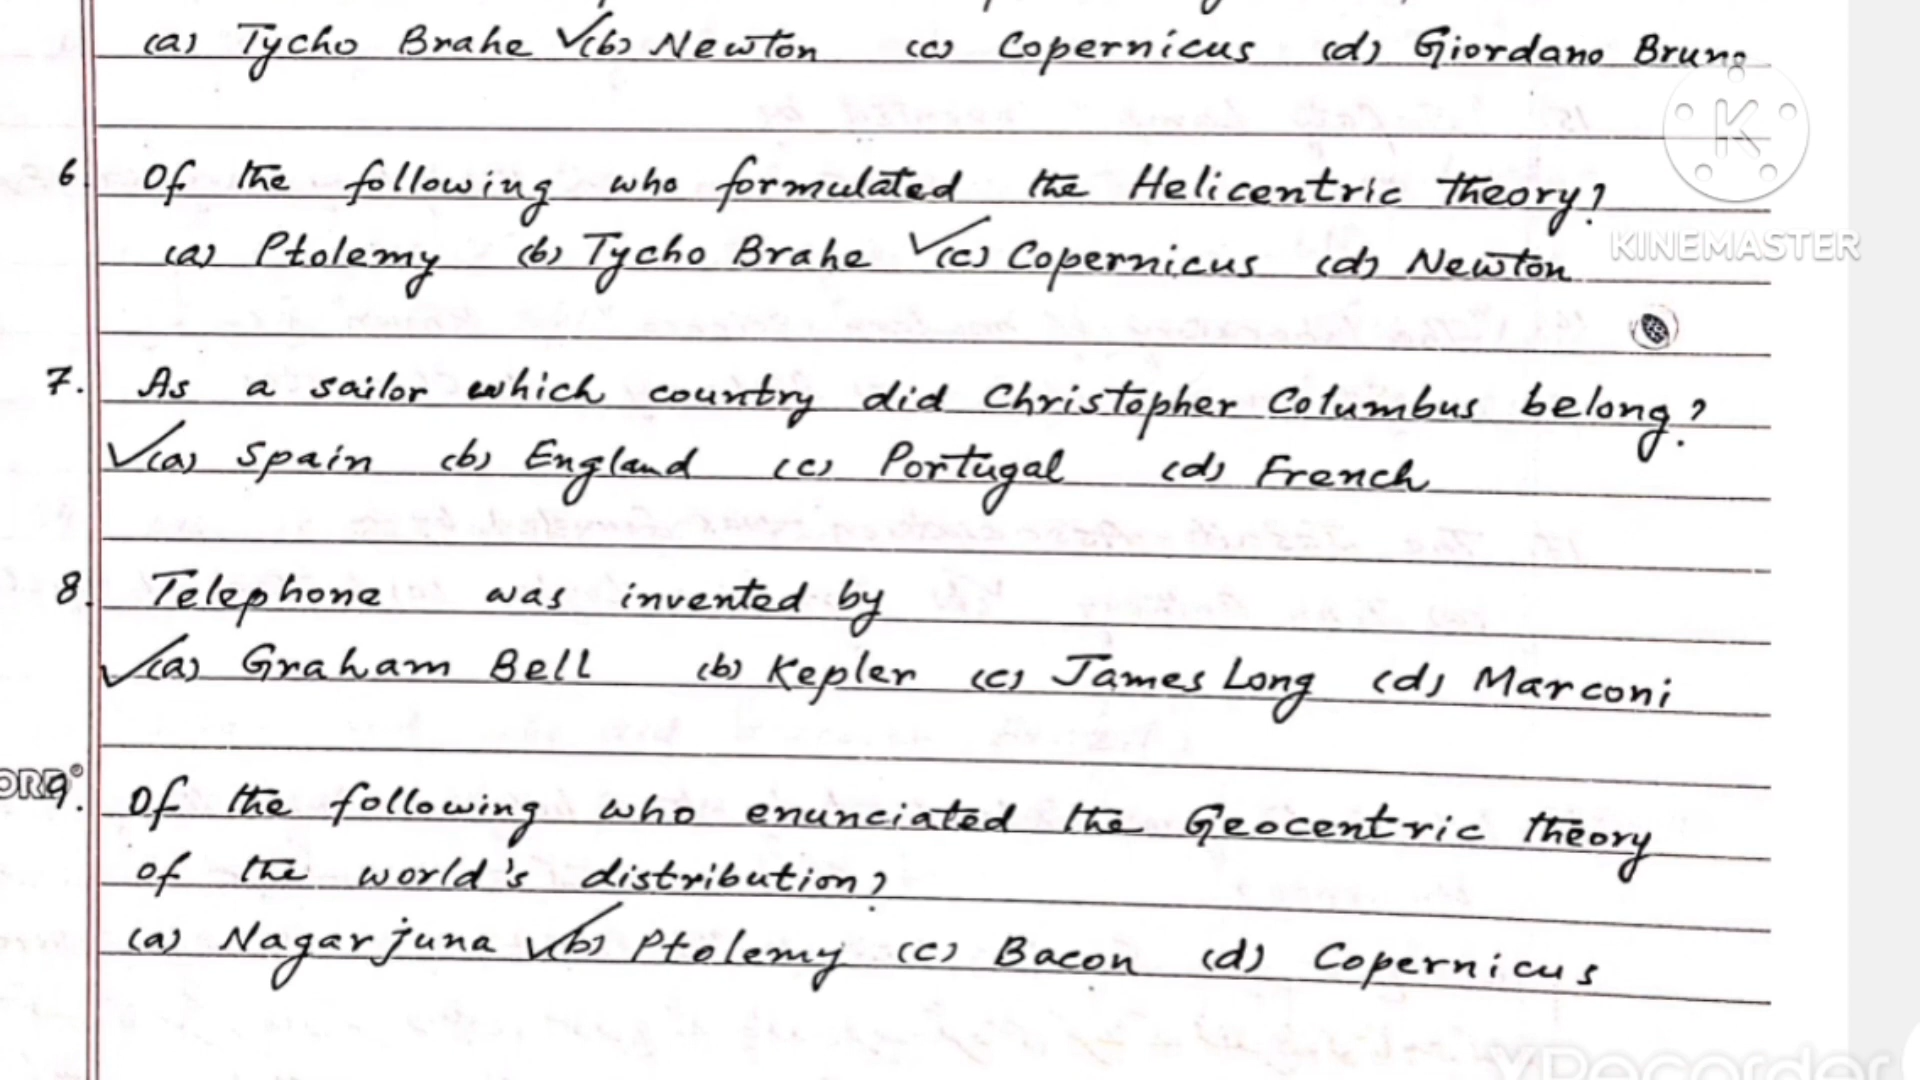 (a) Tycho Brahe ✓(b) Newton (c) Copernicus (d) Giordano Bruno
6. Of the following who formulated the Helicentric theory?
(a) Ptolemy (b) Tycho Brahe ✓(c) Copernicus (d) Newton
KINEMASTER
7. As a sailor which country did Christopher Columbus belong?
✓(a) Spain (b) England (c) Portugal (d) French
8. Telephone was invented by
✓(a) Graham Bell (b) Kepler (c) James Long (d) Marconi
9. Of the following who enunciated the Geocentric theory
of the world's distribution?
(a) Nagarjuna ✓(b) Ptolemy (c) Bacon (d) Copernicus
XRecorder